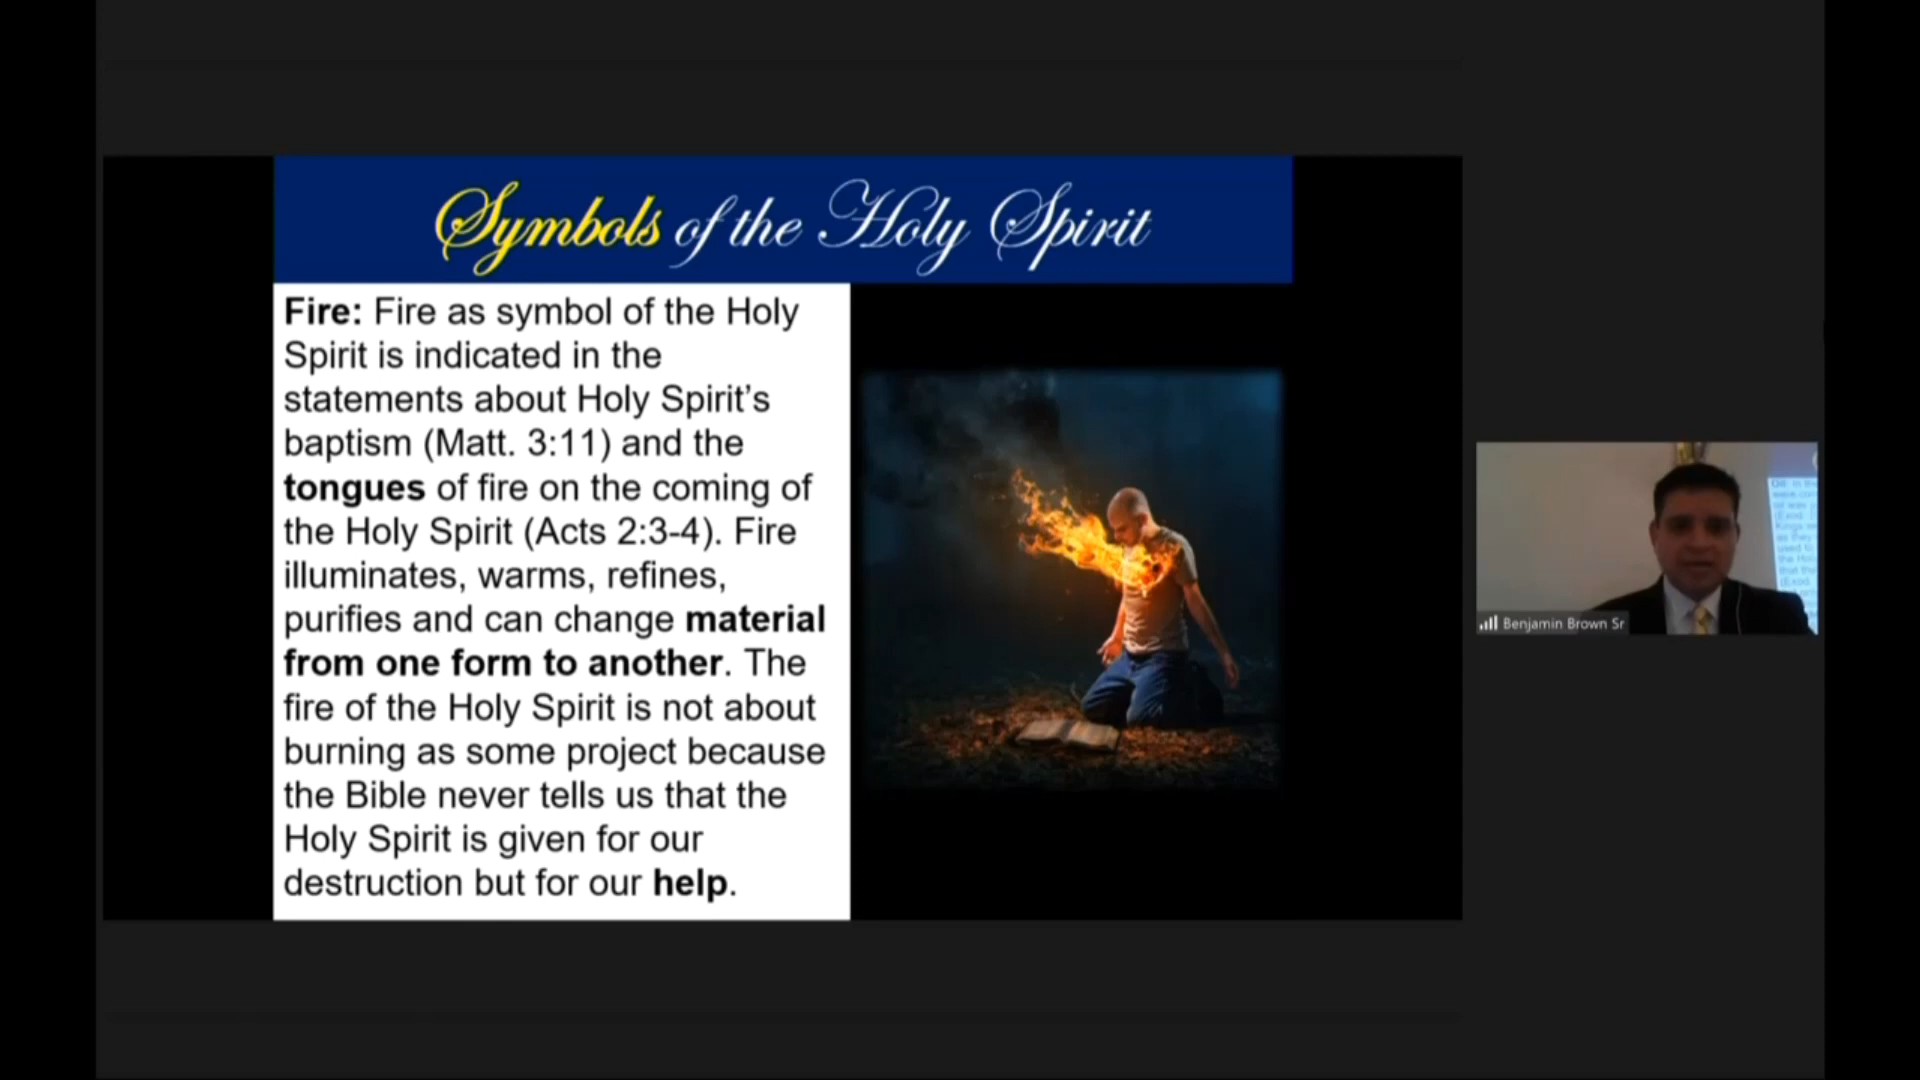 Symbols of the Holy Spirit
Fire: Fire as symbol of the Holy
Spirit is indicated in the
statements about Holy Spirit’s
baptism (Matt. 3:11) and the
tongues of fire on the coming of
the Holy Spirit (Acts 2:3-4). Fire
illuminates, warms, refines,
purifies and can change material
from one form to another. The
fire of the Holy Spirit is not about
burning as some project because
the Bible never tells us that the
Holy Spirit is given for our
destruction but for our help.
Benjamin Brown Sr